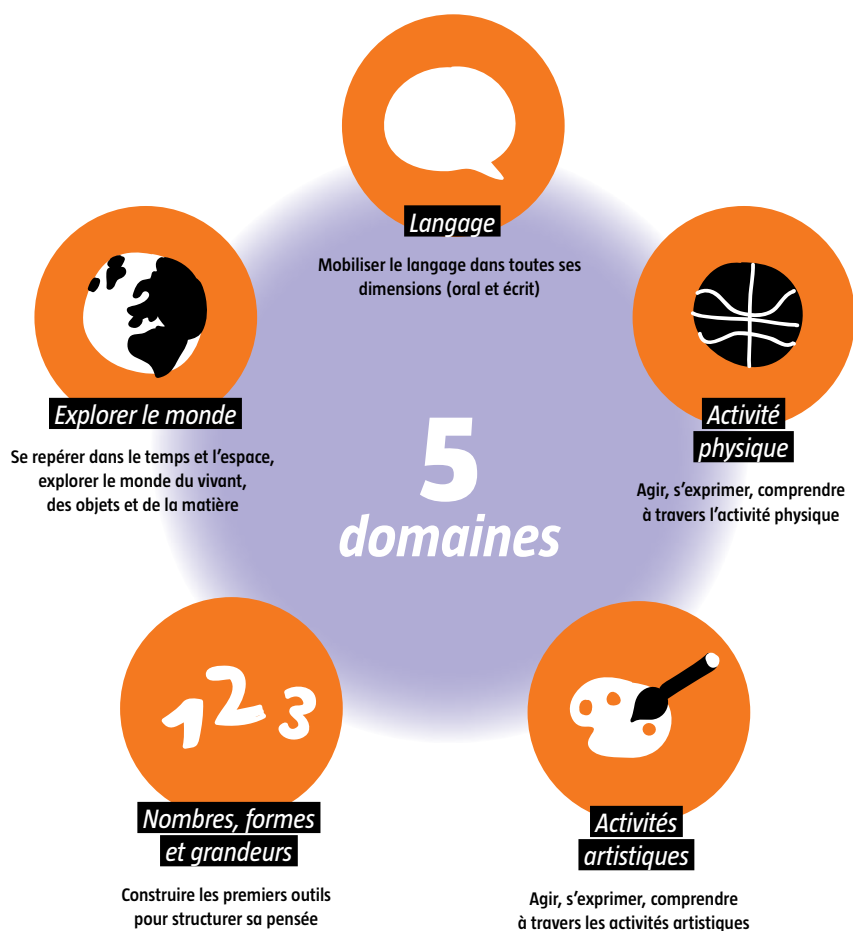 Langage
Mobiliser le langage dans toutes ses
dimensions (oral et écrit)
Explorer le monde
Se repérer dans le temps et l'espace,
explorer le monde du vivant,
des objets et de la matière
Activité
physique
Agir, s'exprimer, comprendre
à travers l'activité physique
5
domaines
1 2 3
Nombres, formes
et grandeurs
Construire les premiers outils
pour structurer sa pensée
Activités
artistiques
Agir, s'exprimer, comprendre
à travers les activités artistiques